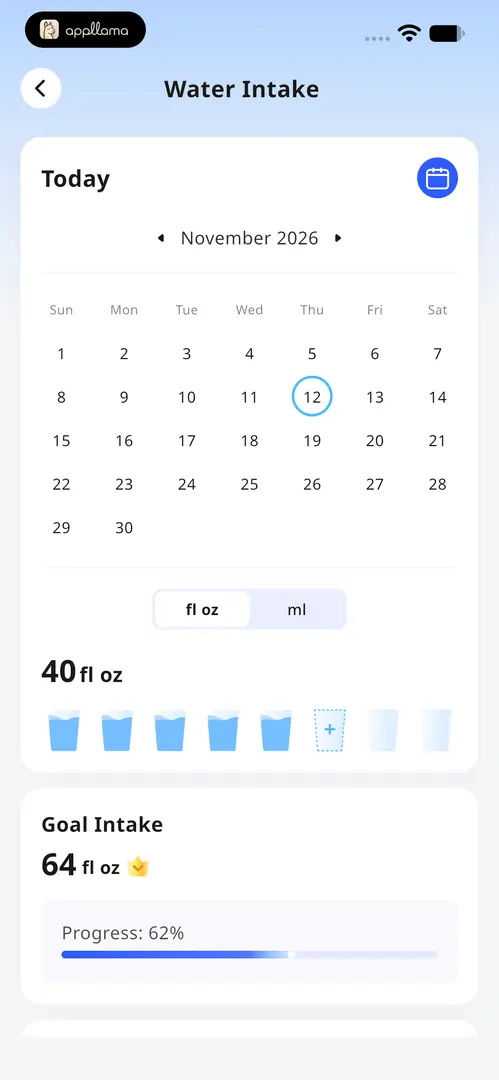 appllama
Water Intake
Today
November 2026
Sun Mon Tue Wed Thu Fri Sat
1 2 3 4 5 6 7
8 9 10 11 12 13 14
15 16 17 18 19 20 21
22 23 24 25 26 27 28
29 30
fl oz ml
40 fl oz
+
Goal Intake
64 fl oz
Progress: 62%